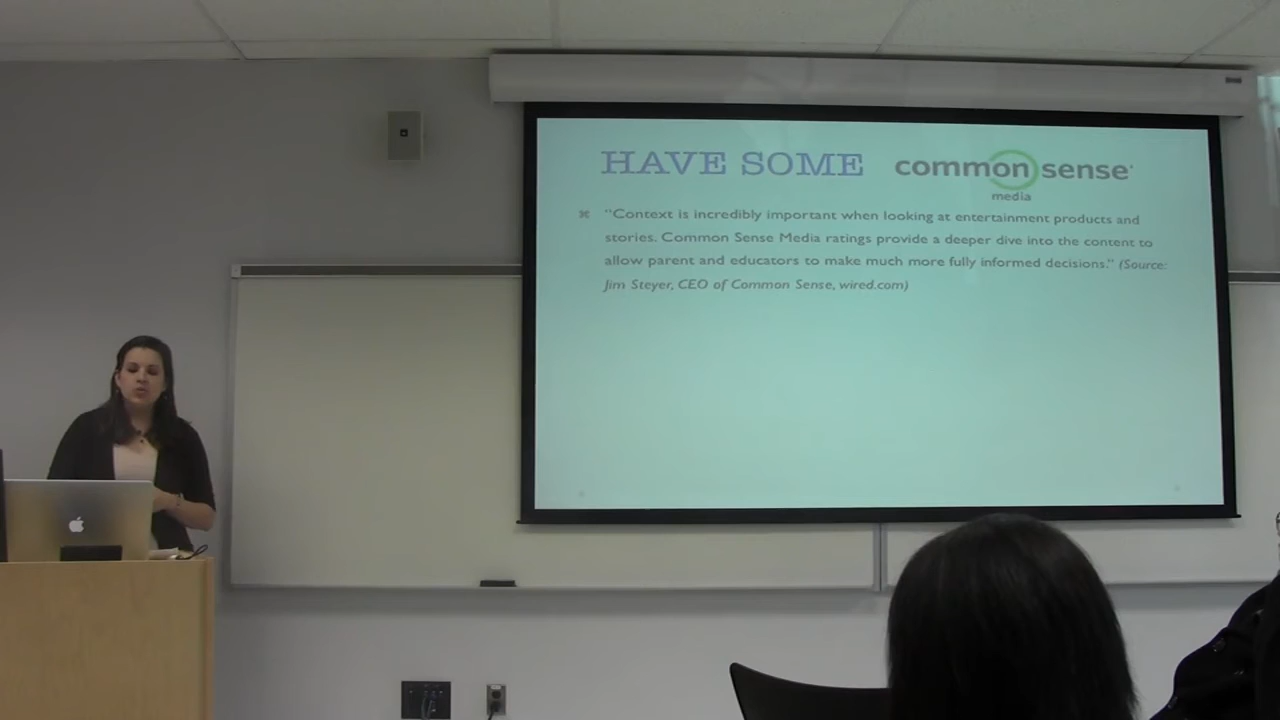 HAVE SOME common sense
media
"Context is incredibly important when looking at entertainment products and
stories. Common Sense Media ratings provide a deeper dive into the content to
allow parent and educators to make much more fully informed decisions." (Source:
Jim Steyer, CEO of Common Sense, wired.com)